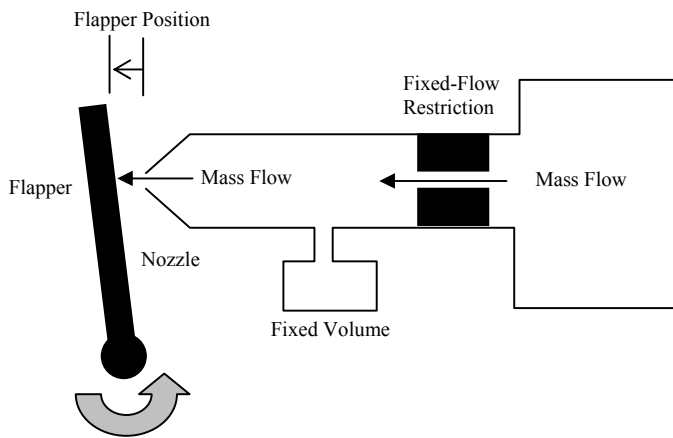 Flapper Position
Fixed-Flow
Restriction
Flapper
Mass Flow
Mass Flow
Nozzle
Fixed Volume